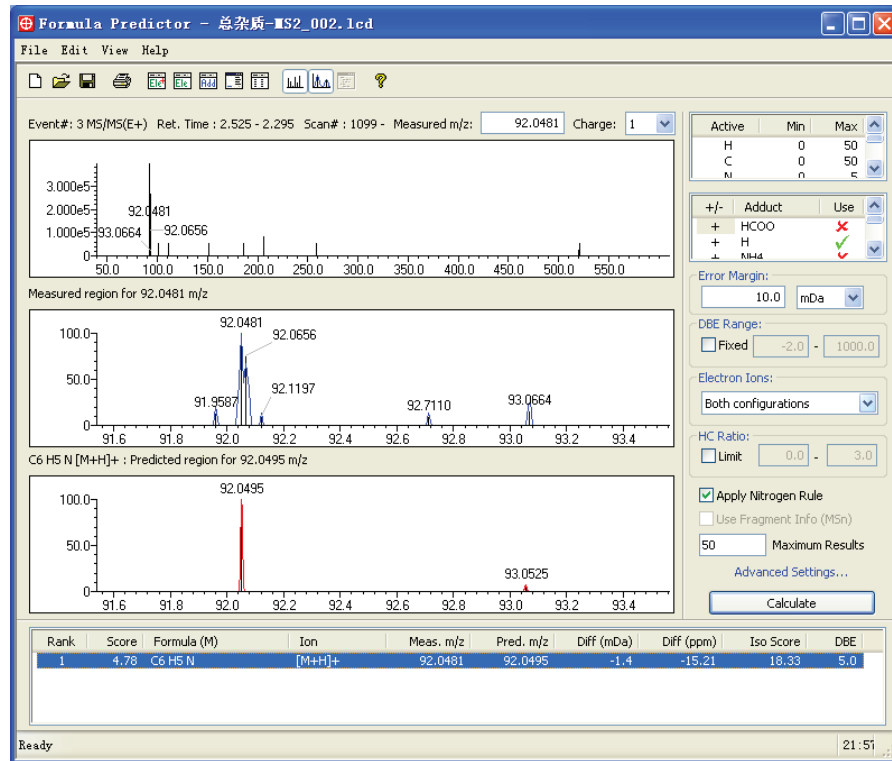 Formula Predictor - 总杂质-MS2_002.lcd
File Edit View Help
Event#: 3 MS/MS(E+) Ret. Time : 2.525 - 2.295 Scan# : 1099 - Measured m/z: 92.0481 Charge: 1
3.000e5
2.000e5
1.000e5
0
92.0481
93.0664
92.0656
50.0 100.0 150.0 200.0 250.0 300.0 350.0 400.0 450.0 500.0 550.0
Measured region for 92.0481 m/z
100.0
50.0
0
92.0481
92.0656
91.9587
92.1197
92.7110
93.0664
91.6 91.8 92.0 92.2 92.4 92.6 92.8 93.0 93.2 93.4
C6 H5 N [M+H]+ : Predicted region for 92.0495 m/z
100.0
50.0
0
92.0495
93.0525
91.6 91.8 92.0 92.2 92.4 92.6 92.8 93.0 93.2 93.4
Active Min Max
H 0 50
C 0 50
N 0 5
+/- Adduct Use
+ HCOO
+ H
+ NH4
Error Margin:
10.0 mDa
DBE Range:
Fixed -2.0 - 1000.0
Electron Ions:
Both configurations
HC Ratio:
Limit 0.0 - 3.0
Apply Nitrogen Rule
Use Fragment Info (MSn)
50 Maximum Results
Advanced Settings...
Calculate
Rank Score Formula (M) Ion Meas. m/z Pred. m/z Diff (mDa) Diff (ppm) Iso Score DBE
1 4.78 C6 H5 N [M+H]+ 92.0481 92.0495 -1.4 -15.21 18.33 5.0
Ready 21:57